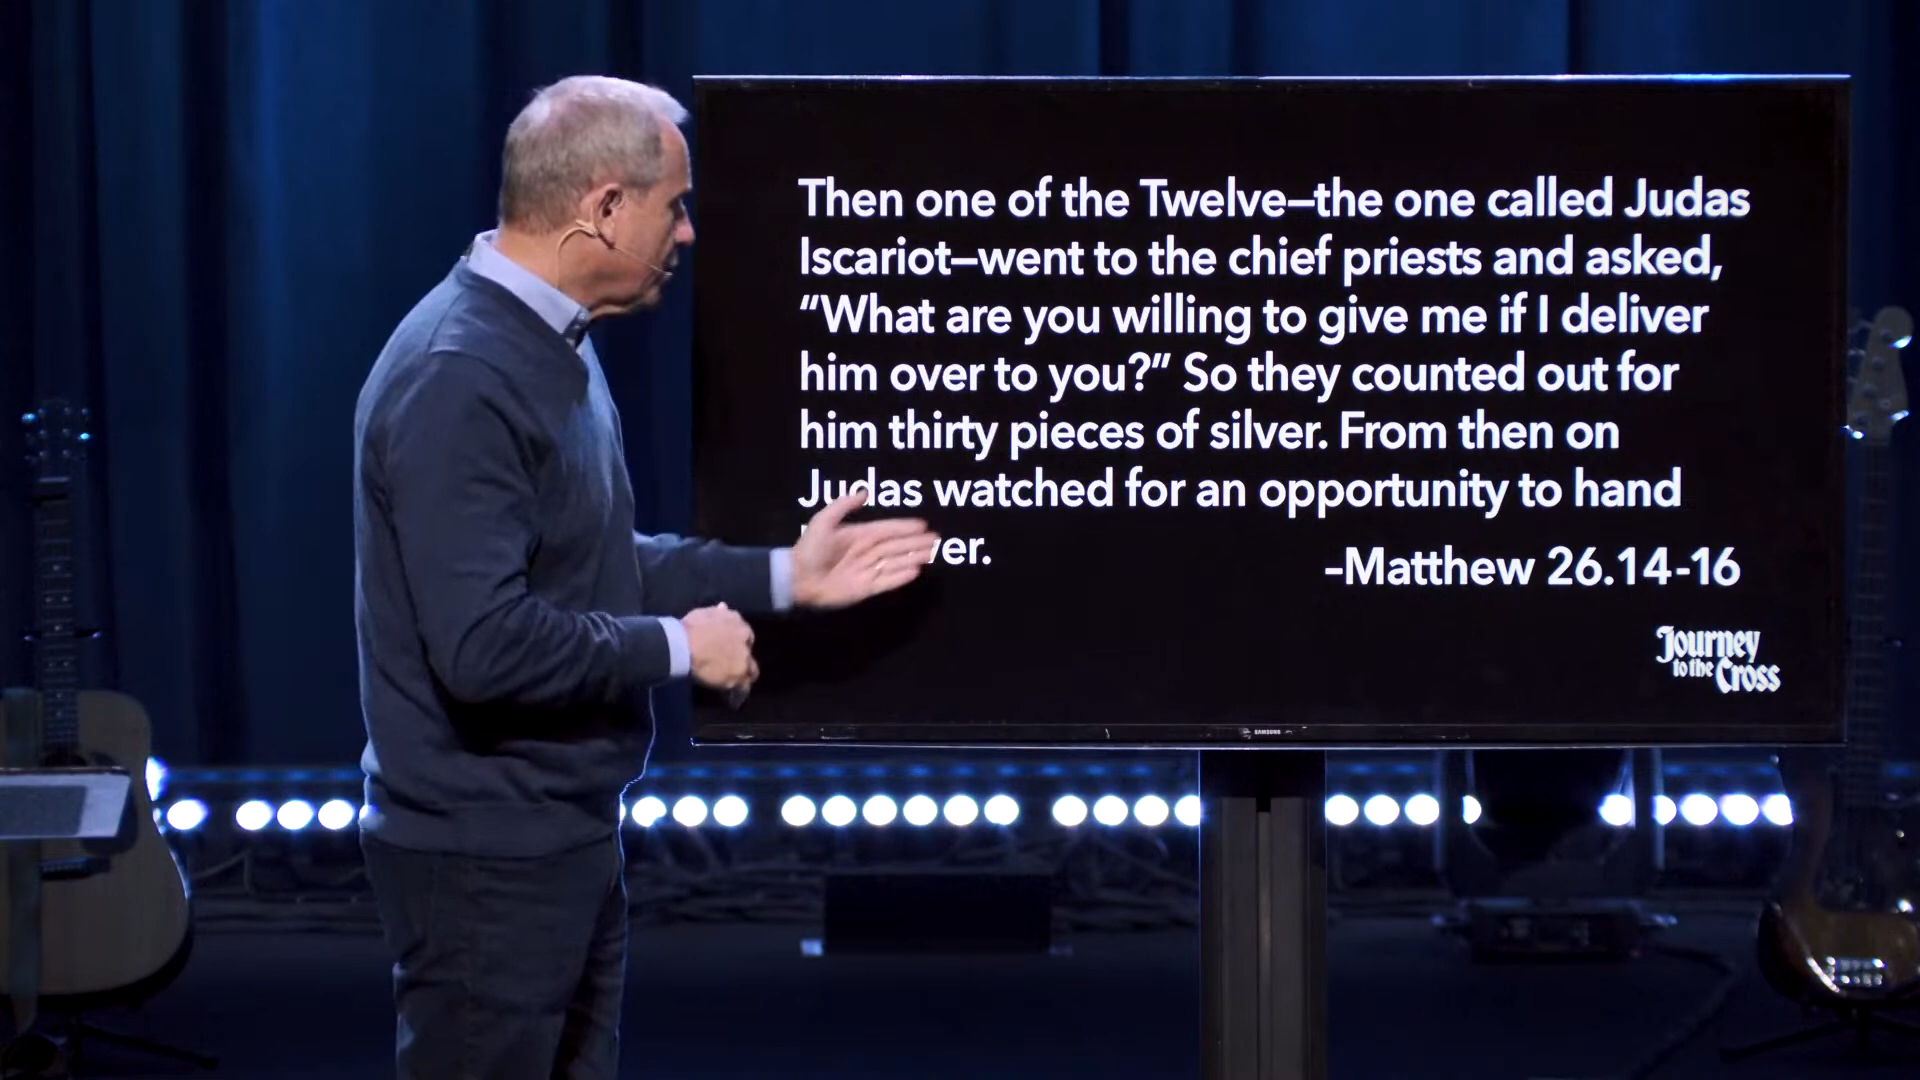 Then one of the Twelve—the one called Judas
Iscariot—went to the chief priests and asked,
“What are you willing to give me if I deliver
him over to you?” So they counted out for
him thirty pieces of silver. From then on
Judas watched for an opportunity to hand
–Matthew 26.14-16
Journey
to the Cross
SAMSUNG